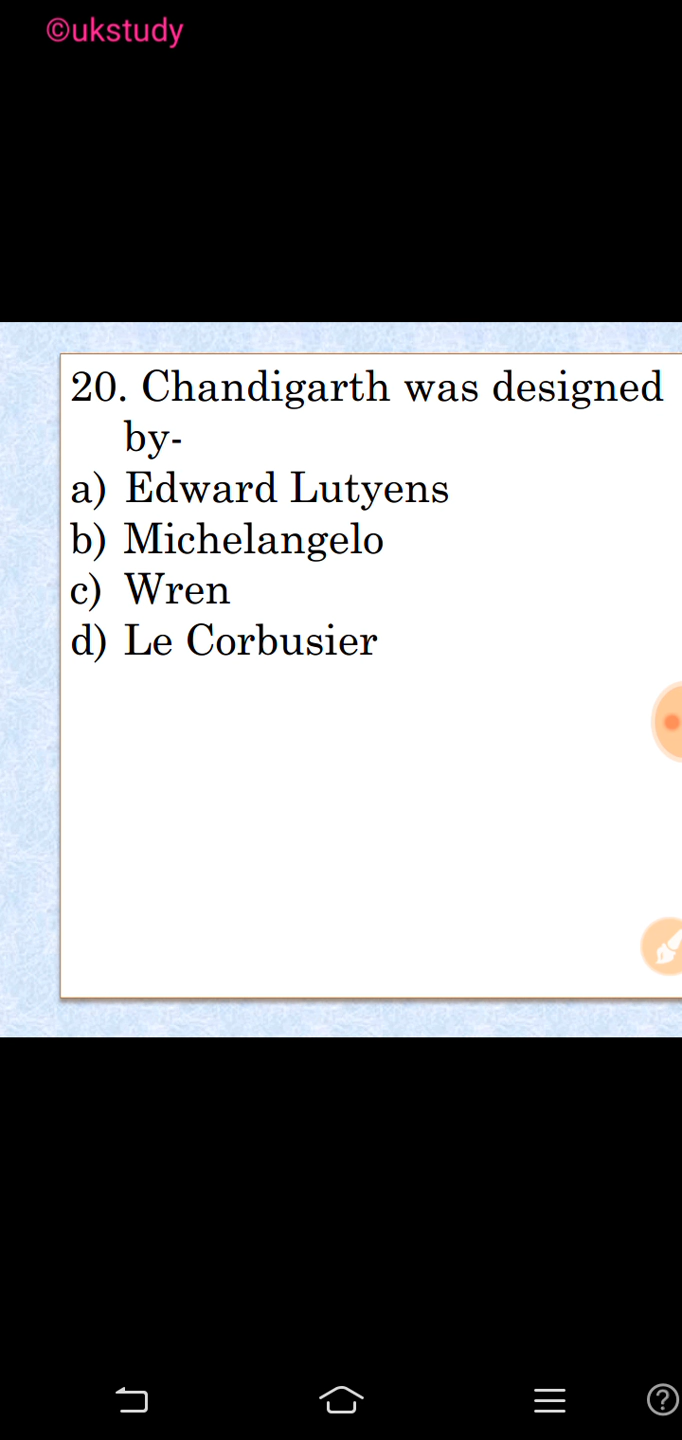 ©ukstudy
20. Chandigarth was designed
by-
a) Edward Lutyens
b) Michelangelo
c) Wren
d) Le Corbusier